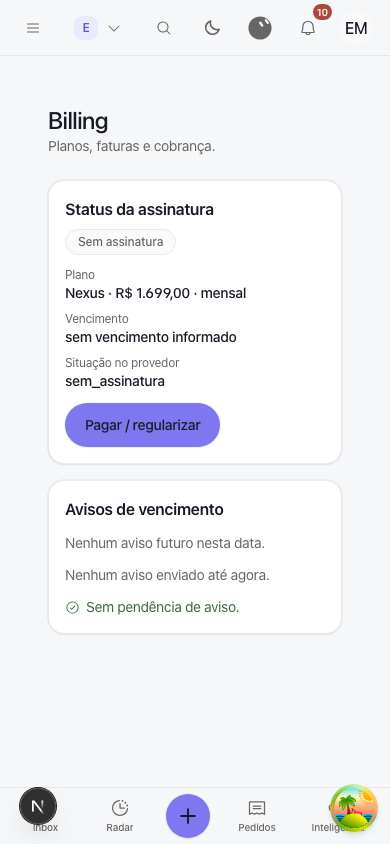 E
10
EM
Billing
Planos, faturas e cobrança.
Status da assinatura
Sem assinatura
Plano
Nexus · R$ 1.699,00 · mensal
Vencimento
sem vencimento informado
Situação no provedor
sem_assinatura
Pagar / regularizar
Avisos de vencimento
Nenhum aviso futuro nesta data.
Nenhum aviso enviado até agora.
Sem pendência de aviso.
N
Inbox
Radar
Pedidos